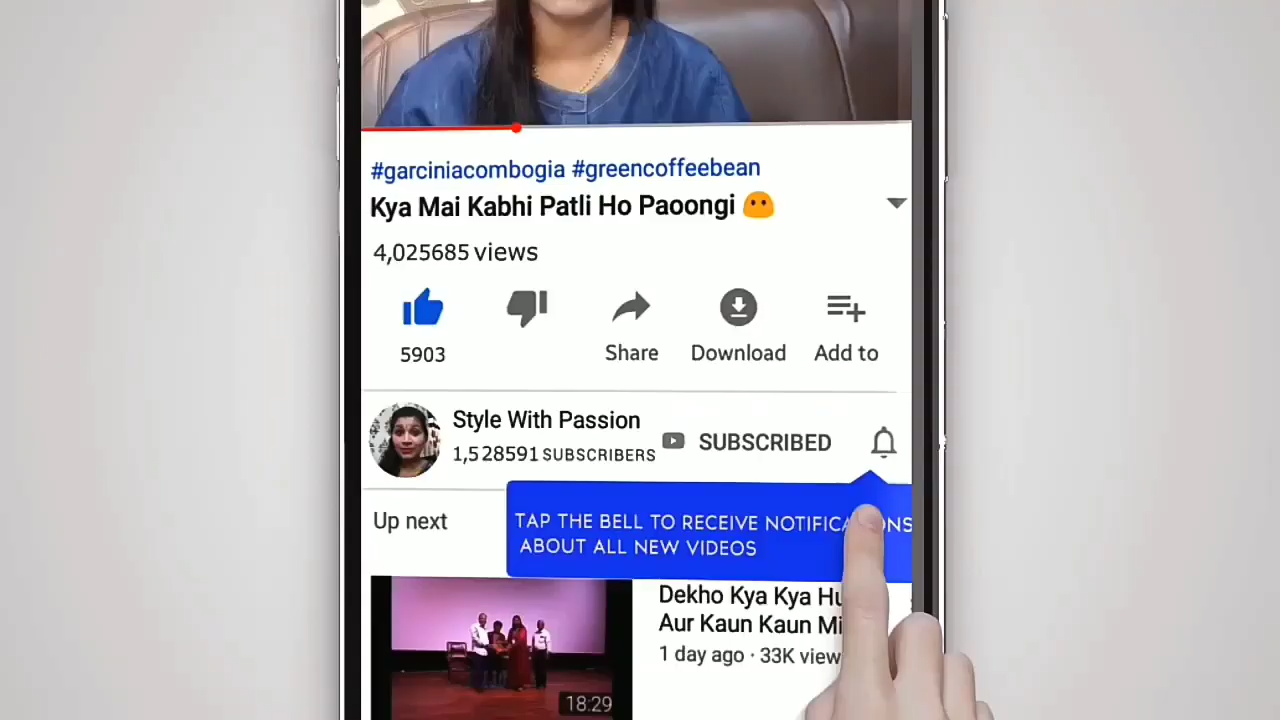 #garciniacombogia #greencoffeebean
Kya Mai Kabhi Patli Ho Paoongi
4,025685 views
5903
Share
Download
Add to
Style With Passion
1,528591 SUBSCRIBERS
SUBSCRIBED
Up next
TAP THE BELL TO RECEIVE
ABOUT ALL NEW VIDEOS
Dekho Kya Kya
Aur Kaun Kaun
1 day ago · 33K
18:29